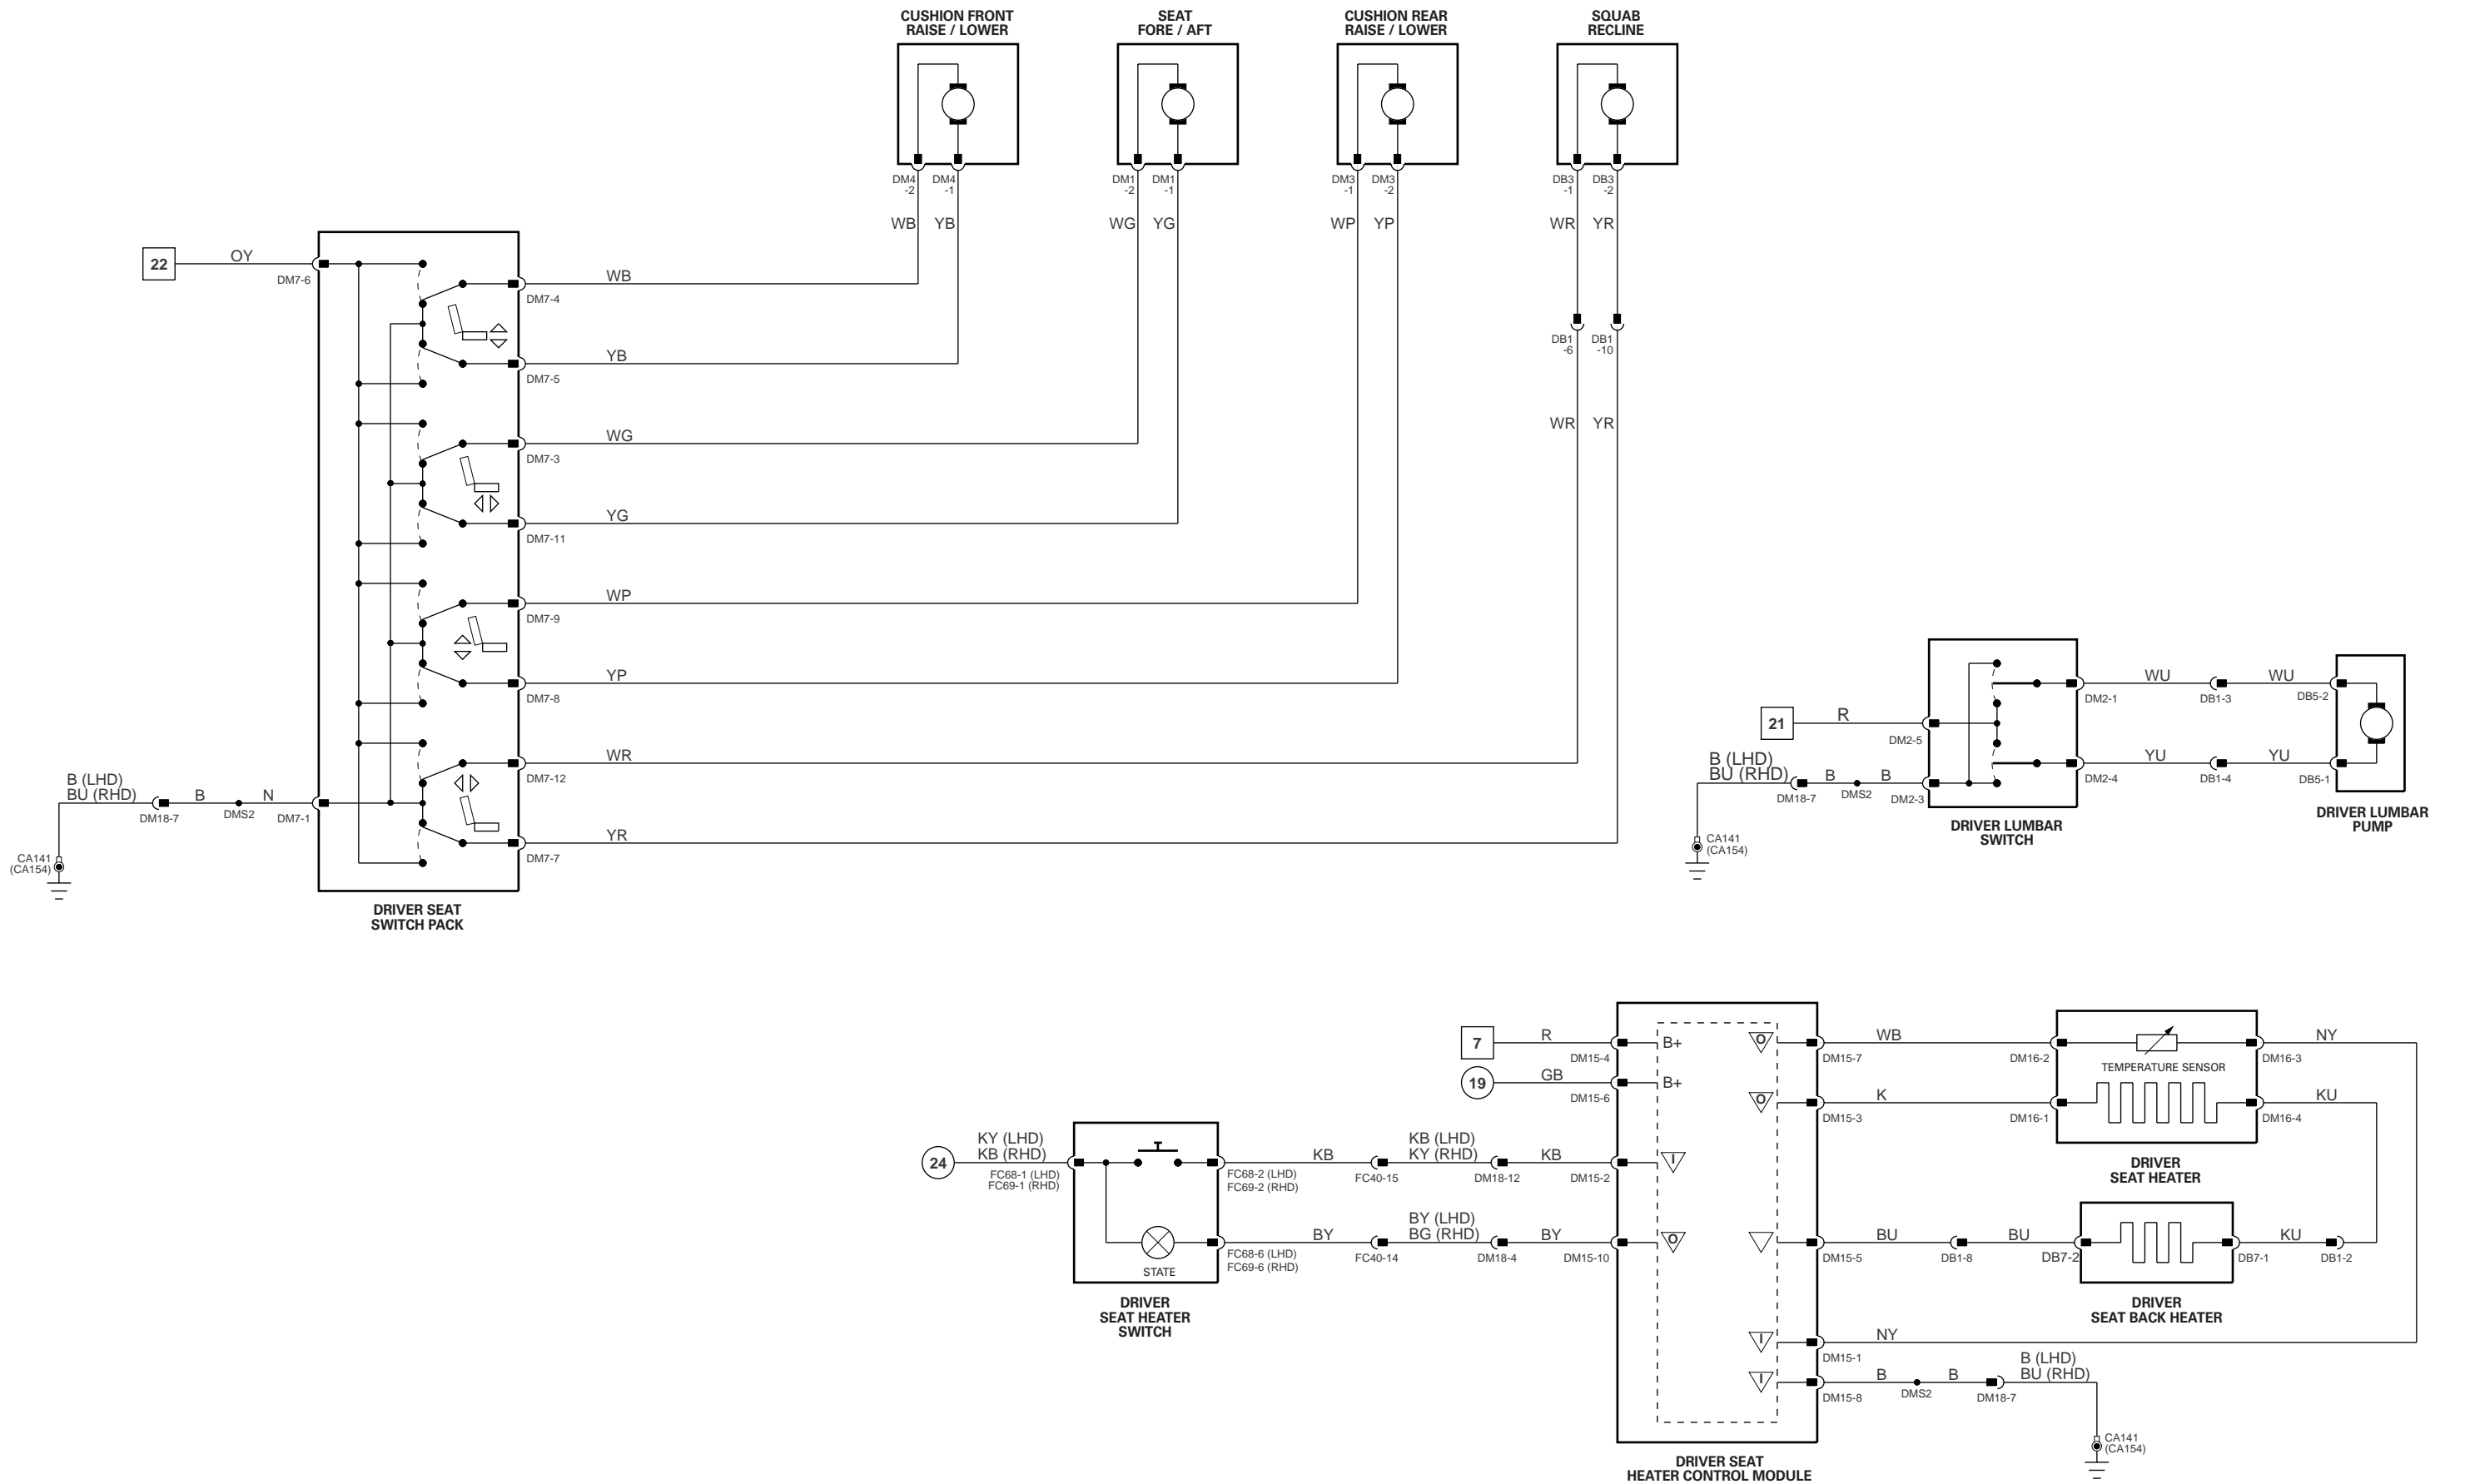 CUSHION FRONT
RAISE / LOWER
SEAT
FORE / AFT
CUSHION REAR
RAISE / LOWER
SQUAB
RECLINE
DM4
-2
DM4
-1
DM1
-2
DM1
-1
DM3
-1
DM3
-2
DB3
-1
DB3
-2
WB
YB
WG
YG
WP
YP
WR
YR
DB1
-6
DB1
-10
WR
YR
22
OY
DM7-6
WB
DM7-4
YB
DM7-5
WG
DM7-3
YG
DM7-11
WP
DM7-9
YP
DM7-8
WR
DM7-12
YR
DM7-7
B (LHD)
BU (RHD)
DM18-7
B
DMS2
N
DM7-1
CA141
(CA154)
DRIVER SEAT
SWITCH PACK
21
R
DM2-5
B (LHD)
BU (RHD)
DM18-7
B
DMS2
B
DM2-3
CA141
(CA154)
DM2-1
WU
DB1-3
WU
DB5-2
DM2-4
YU
DB1-4
YU
DB5-1
DRIVER LUMBAR
SWITCH
DRIVER LUMBAR
PUMP
7
R
DM15-4
B+
19
GB
DM15-6
B+
24
KY (LHD)
KB (RHD)
FC68-1 (LHD)
FC69-1 (RHD)
FC68-2 (LHD)
FC69-2 (RHD)
KB
FC40-15
KB (LHD)
KY (RHD)
DM18-12
KB
DM15-2
I
STATE
FC68-6 (LHD)
FC69-6 (RHD)
BY
FC40-14
BY (LHD)
BG (RHD)
DM18-4
BY
DM15-10
O
DRIVER
SEAT HEATER
SWITCH
O
DM15-7
WB
DM16-2
TEMPERATURE SENSOR
DM16-3
NY
O
DM15-3
K
DM16-1
DM16-4
KU
DRIVER
SEAT HEATER
DM15-5
BU
DB1-8
BU
DB7-2
DB7-1
KU
DB1-2
DRIVER
SEAT BACK HEATER
I
DM15-1
NY
I
DM15-8
B
DMS2
B
DM18-7
B (LHD)
BU (RHD)
CA141
(CA154)
DRIVER SEAT
HEATER CONTROL MODULE